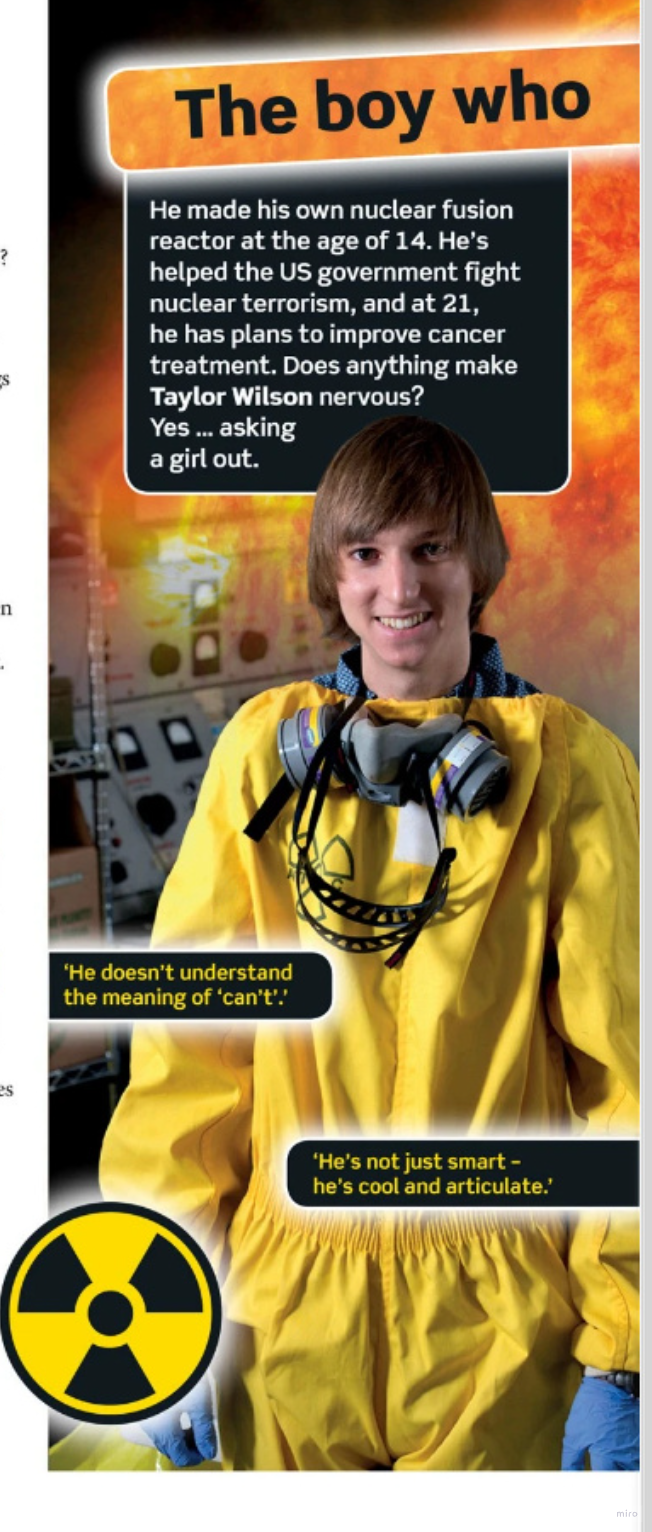 The boy who
He made his own nuclear fusion
reactor at the age of 14. He's
helped the US government fight
nuclear terrorism, and at 21,
he has plans to improve cancer
treatment. Does anything make
Taylor Wilson nervous?
Yes ... asking
a girl out.
'He doesn't understand
the meaning of 'can't'.'
'He's not just smart –
he's cool and articulate.'
miro